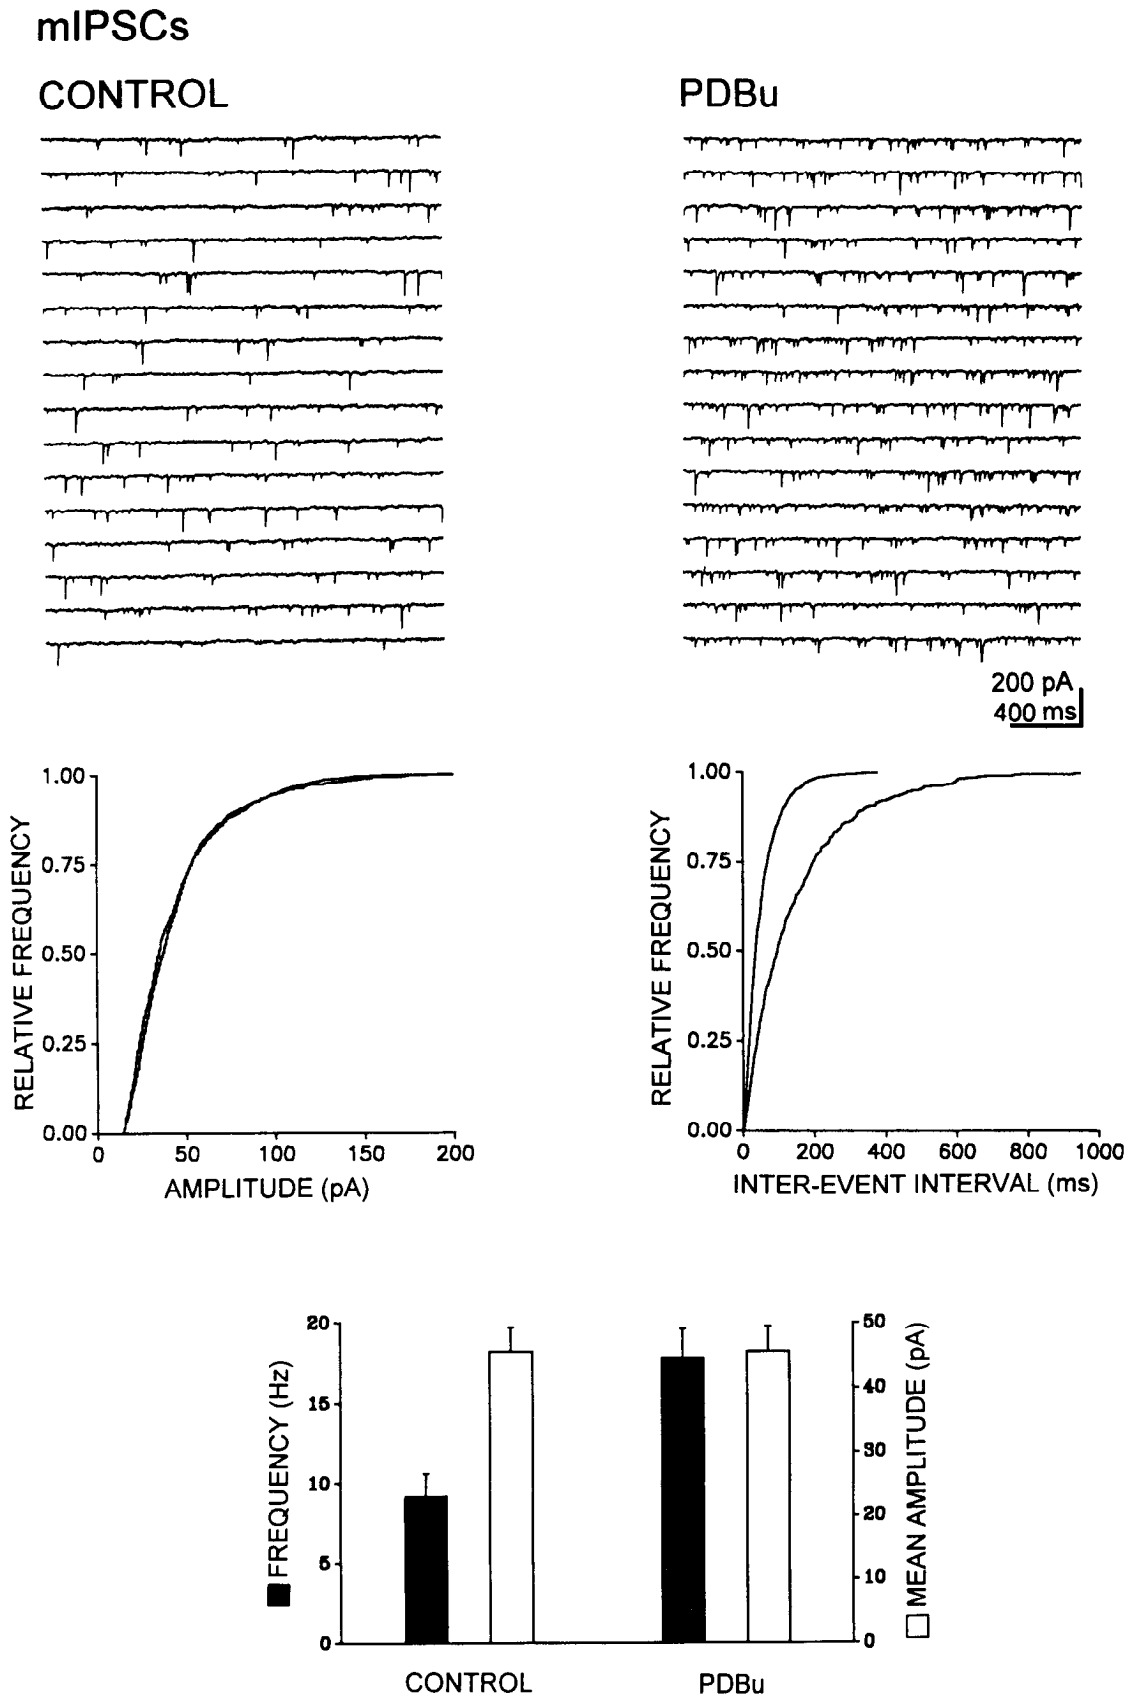 mIPSCs
CONTROL
PDBu
200 pA
400 ms
1.00
0.75
0.50
0.25
0.00
0
50
100
150
200
RELATIVE FREQUENCY
AMPLITUDE (pA)
1.00
0.75
0.50
0.25
0.00
0
200
400
600
800
1000
RELATIVE FREQUENCY
INTER-EVENT INTERVAL (ms)
20
15
10
5
0
FREQUENCY (Hz)
50
40
30
20
10
0
MEAN AMPLITUDE (pA)
CONTROL
PDBu